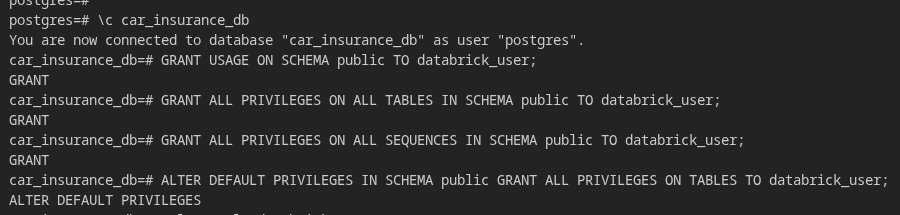 postgres=#
postgres=# \c car_insurance_db
You are now connected to database "car_insurance_db" as user "postgres".
car_insurance_db=# GRANT USAGE ON SCHEMA public TO databrick_user;
GRANT
car_insurance_db=# GRANT ALL PRIVILEGES ON ALL TABLES IN SCHEMA public TO databrick_user;
GRANT
car_insurance_db=# GRANT ALL PRIVILEGES ON ALL SEQUENCES IN SCHEMA public TO databrick_user;
GRANT
car_insurance_db=# ALTER DEFAULT PRIVILEGES IN SCHEMA public GRANT ALL PRIVILEGES ON TABLES TO databrick_user;
ALTER DEFAULT PRIVILEGES